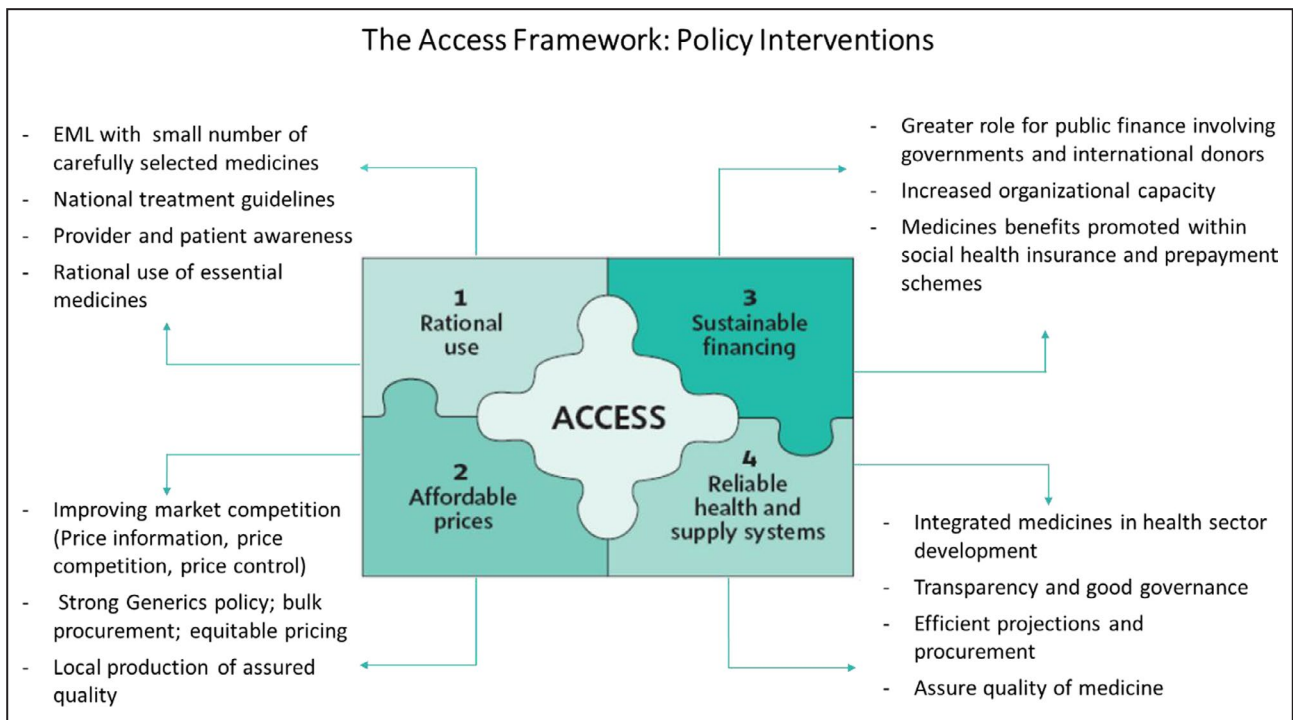 The Access Framework: Policy Interventions
- EML with small number of
carefully selected medicines
- National treatment guidelines
- Provider and patient awareness
- Rational use of essential
medicines
- Greater role for public finance involving
governments and international donors
- Increased organizational capacity
- Medicines benefits promoted within
social health insurance and prepayment
schemes
1
Rational
use
3
Sustainable
financing
ACCESS
2
Affordable
prices
4
Reliable
health and
supply systems
- Improving market competition
(Price information, price
competition, price control)
- Strong Generics policy; bulk
procurement; equitable pricing
- Local production of assured
quality
- Integrated medicines in health sector
development
- Transparency and good governance
- Efficient projections and
procurement
- Assure quality of medicine